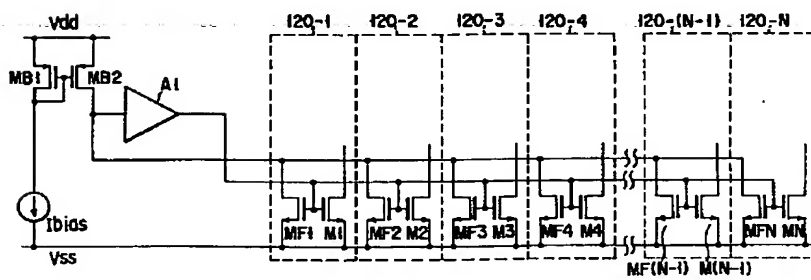 Vdd 120-1 120-2 120-3 120-4 120-(N-1) 120-N
MB1 MB2 A1
Ibias
MF1 M1 MF2 M2 MF3 M3 MF4 M4 MFN MN
Vss
MF(N-1) M(N-1)